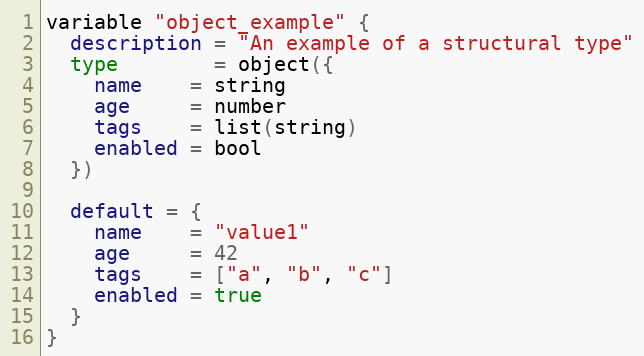 1 variable "object_example" {
2   description = "An example of a structural type"
3   type        = object({
4     name    = string
5     age     = number
6     tags    = list(string)
7     enabled = bool
8   })
9
10   default = {
11     name    = "value1"
12     age     = 42
13     tags    = ["a", "b", "c"]
14     enabled = true
15   }
16 }